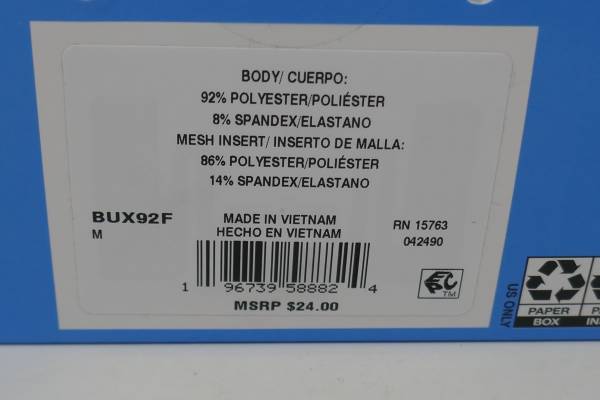 BODY/ CUERPO:
92% POLYESTER/POLIÉSTER
8% SPANDEX/ELASTANO
MESH INSERT/ INSERTO DE MALLA:
86% POLYESTER/POLIÉSTER
14% SPANDEX/ELASTANO
BUX92F
M
MADE IN VIETNAM
HECHO EN VIETNAM
RN 15763
042490
1 96739 58882 4
MSRP $24.00
EPC
TM
US ONLY
PAPER
BOX